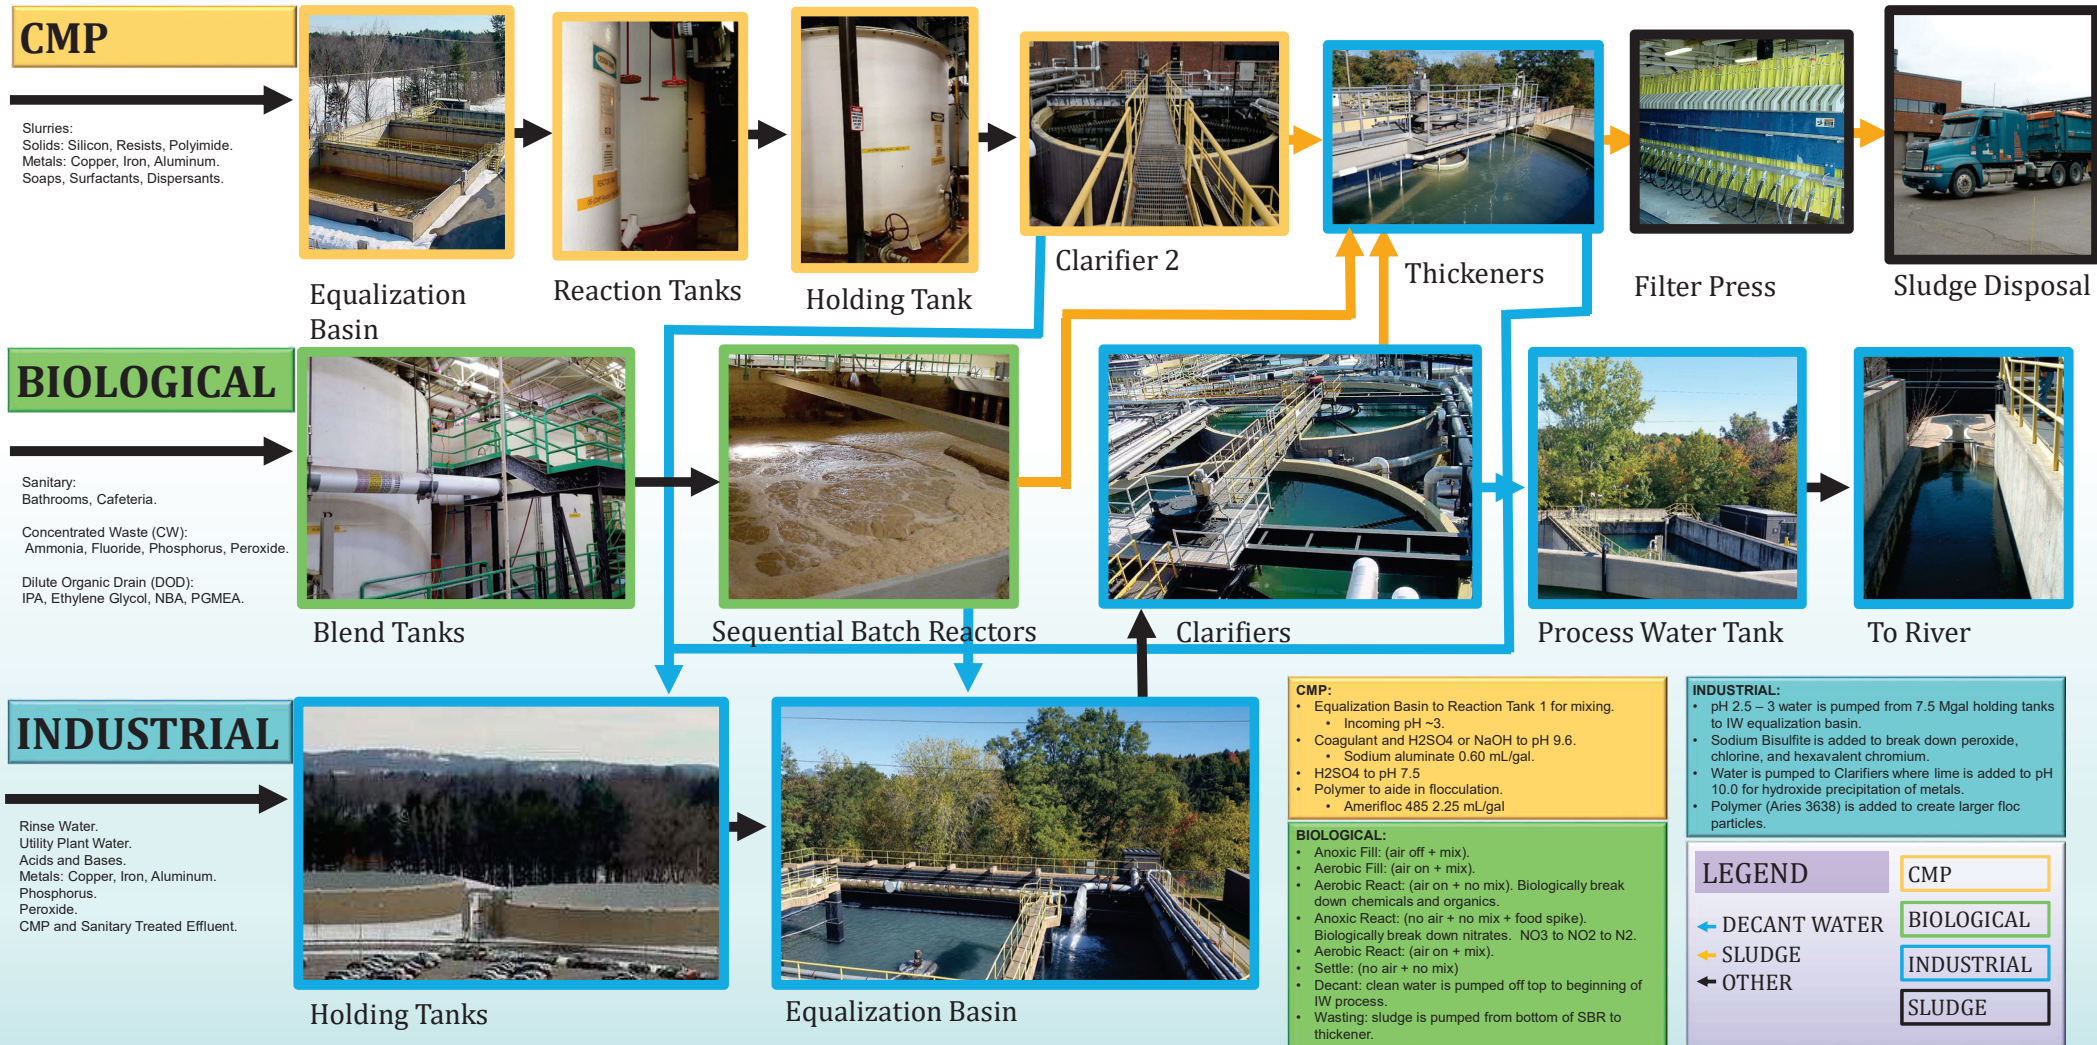 CMP
Slurries:
Solids: Silicon, Resists, Polyimide.
Metals: Copper, Iron, Aluminum.
Soaps, Surfactants, Dispersants.
Equalization
Basin
Reaction Tanks
Holding Tank
Clarifier 2
Thickeners
Filter Press
Sludge Disposal
BIOLOGICAL
Sanitary:
Bathrooms, Cafeteria.
Concentrated Waste (CW):
Ammonia, Fluoride, Phosphorus, Peroxide.
Dilute Organic Drain (DOD):
IPA, Ethylene Glycol, NBA, PGMEA.
Blend Tanks
Sequential Batch Reactors
Clarifiers
Process Water Tank
To River
INDUSTRIAL
Rinse Water.
Utility Plant Water.
Acids and Bases.
Metals: Copper, Iron, Aluminum.
Phosphorus.
Peroxide.
CMP and Sanitary Treated Effluent.
Holding Tanks
Equalization Basin
CMP:
• Equalization Basin to Reaction Tank 1 for mixing.
• Incoming pH ~3.
• Coagulant and H2SO4 or NaOH to pH 9.6.
• Sodium aluminate 0.60 mL/gal.
• H2SO4 to pH 7.5
• Polymer to aide in flocculation.
• Amerifloc 485 2.25 mL/gal
BIOLOGICAL:
• Anoxic Fill: (air off + mix).
• Aerobic Fill: (air on + mix).
• Aerobic React: (air on + no mix). Biologically break
down chemicals and organics.
• Anoxic React: (no air + no mix + food spike).
Biologically break down nitrates. NO3 to NO2 to N2.
• Aerobic React: (air on + mix).
• Settle: (no air + no mix)
• Decant: clean water is pumped off top to beginning of
IW process.
• Wasting: sludge is pumped from bottom of SBR to
thickener.
INDUSTRIAL:
• pH 2.5 – 3 water is pumped from 7.5 Mgal holding tanks
to IW equalization basin.
• Sodium Bisulfite is added to break down peroxide,
chlorine, and hexavalent chromium.
• Water is pumped to Clarifiers where lime is added to pH
10.0 for hydroxide precipitation of metals.
• Polymer (Aries 3638) is added to create larger floc
particles.
LEGEND
DECANT WATER
SLUDGE
OTHER
CMP
BIOLOGICAL
INDUSTRIAL
SLUDGE